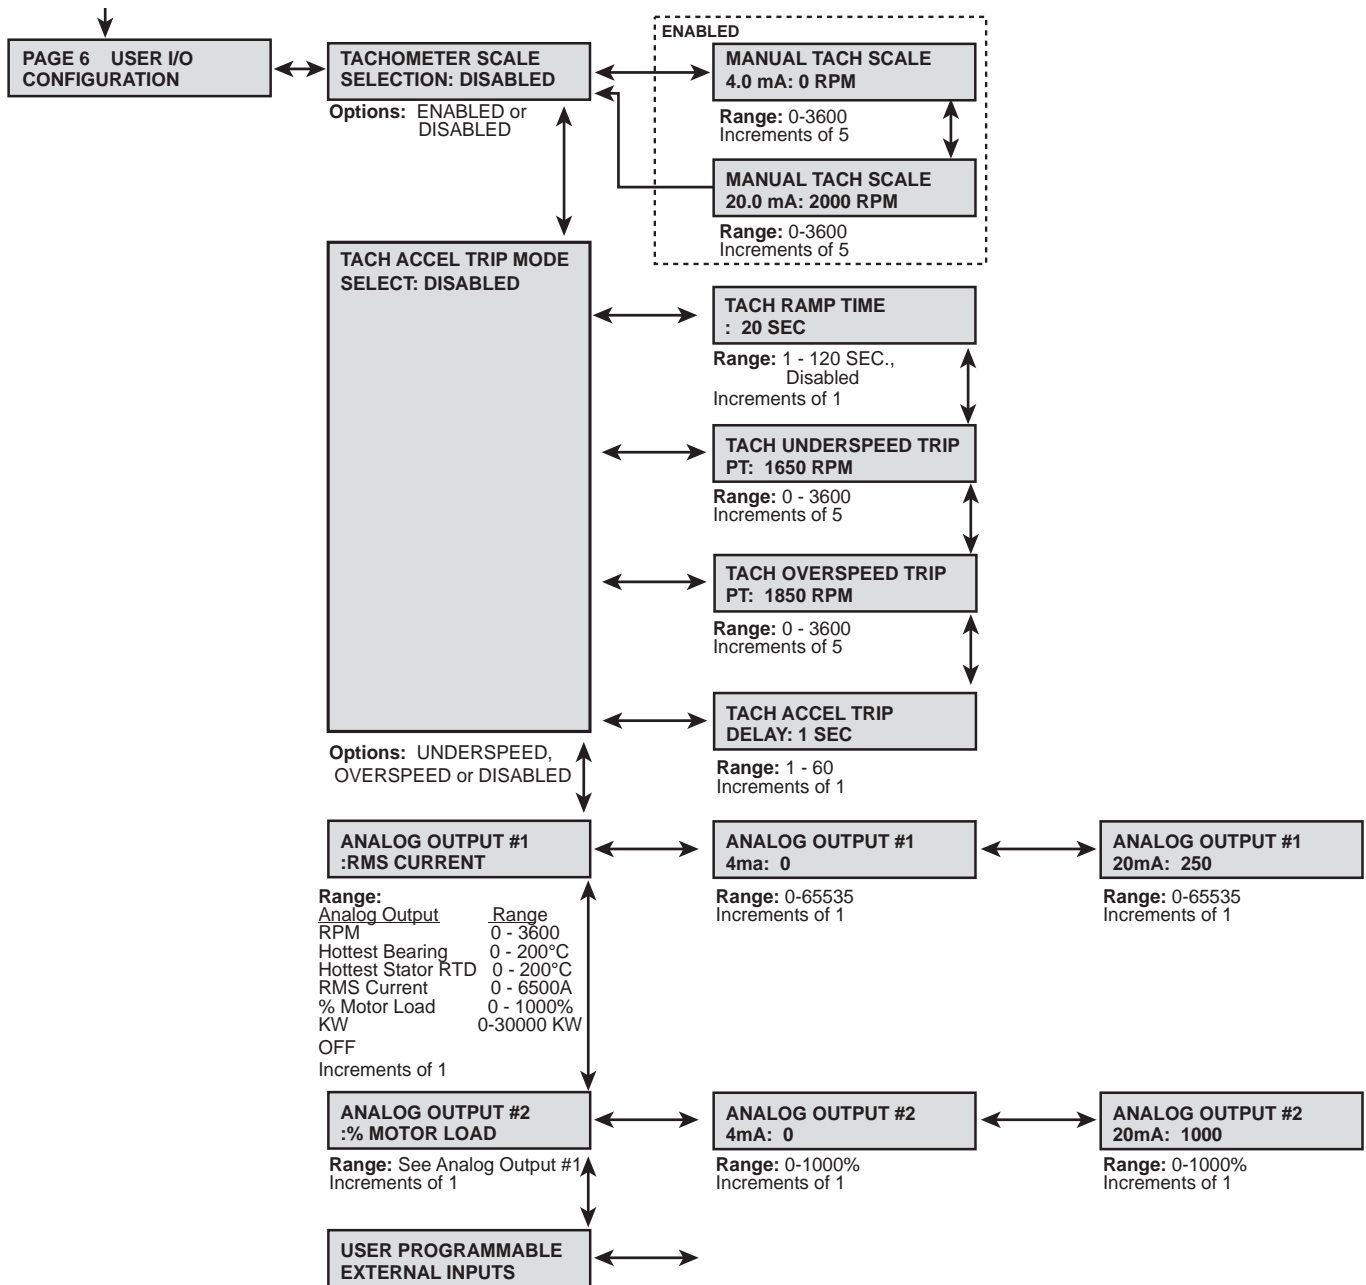 ENABLED
PAGE 6 USER I/O
CONFIGURATION
TACHOMETER SCALE
SELECTION: DISABLED
Options: ENABLED or
DISABLED
MANUAL TACH SCALE
4.0 mA: 0 RPM
Range: 0-3600
Increments of 5
MANUAL TACH SCALE
20.0 mA: 2000 RPM
Range: 0-3600
Increments of 5
TACH ACCEL TRIP MODE
SELECT: DISABLED
TACH RAMP TIME
: 20 SEC
Range: 1 - 120 SEC.,
Disabled
Increments of 1
TACH UNDERSPEED TRIP
PT: 1650 RPM
Range: 0 - 3600
Increments of 5
TACH OVERSPEED TRIP
PT: 1850 RPM
Range: 0 - 3600
Increments of 5
TACH ACCEL TRIP
DELAY: 1 SEC
Range: 1 - 60
Increments of 1
Options: UNDERSPEED,
OVERSPEED or DISABLED
ANALOG OUTPUT #1
:RMS CURRENT
ANALOG OUTPUT #1
4ma: 0
Range: 0-65535
Increments of 1
ANALOG OUTPUT #1
20mA: 250
Range: 0-65535
Increments of 1
Range:
Analog Output Range
RPM 0 - 3600
Hottest Bearing 0 - 200°C
Hottest Stator RTD 0 - 200°C
RMS Current 0 - 6500A
% Motor Load 0 - 1000%
KW 0-30000 KW
OFF
Increments of 1
ANALOG OUTPUT #2
:% MOTOR LOAD
Range: See Analog Output #1
Increments of 1
ANALOG OUTPUT #2
4mA: 0
Range: 0-1000%
Increments of 1
ANALOG OUTPUT #2
20mA: 1000
Range: 0-1000%
Increments of 1
USER PROGRAMMABLE
EXTERNAL INPUTS